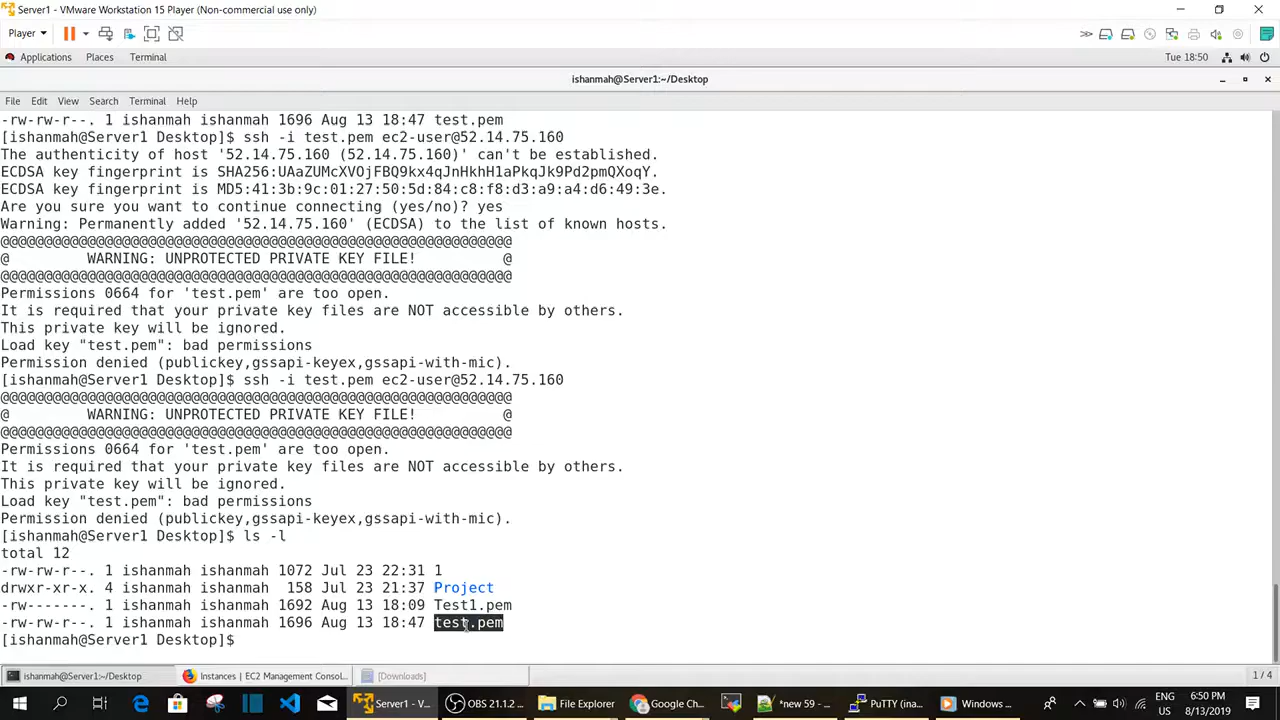 Server1 - VMware Workstation 15 Player (Non-commercial use only)
Player
Applications Places Terminal Tue 18:50
ishanmah@Server1:~/Desktop
File Edit View Search Terminal Help
-rw-rw-r--. 1 ishanmah ishanmah 1696 Aug 13 18:47 test.pem
[ishanmah@Server1 Desktop]$ ssh -i test.pem ec2-user@52.14.75.160
The authenticity of host '52.14.75.160 (52.14.75.160)' can't be established.
ECDSA key fingerprint is SHA256:UAaZUMcXVOjFBQ9kx4qJnHkhH1aPkqJk9Pd2pmQXoqY.
ECDSA key fingerprint is MD5:41:3b:9c:01:27:50:5d:84:c8:f8:d3:a9:a4:d6:49:3e.
Are you sure you want to continue connecting (yes/no)? yes
Warning: Permanently added '52.14.75.160' (ECDSA) to the list of known hosts.
@@@@@@@@@@@@@@@@@@@@@@@@@@@@@@@@@@@@@@@@@@@@@@@@@@@@@@@@@@@
@         WARNING: UNPROTECTED PRIVATE KEY FILE!          @
@@@@@@@@@@@@@@@@@@@@@@@@@@@@@@@@@@@@@@@@@@@@@@@@@@@@@@@@@@@
Permissions 0664 for 'test.pem' are too open.
It is required that your private key files are NOT accessible by others.
This private key will be ignored.
Load key "test.pem": bad permissions
Permission denied (publickey,gssapi-keyex,gssapi-with-mic).
[ishanmah@Server1 Desktop]$ ssh -i test.pem ec2-user@52.14.75.160
@@@@@@@@@@@@@@@@@@@@@@@@@@@@@@@@@@@@@@@@@@@@@@@@@@@@@@@@@@@
@         WARNING: UNPROTECTED PRIVATE KEY FILE!          @
@@@@@@@@@@@@@@@@@@@@@@@@@@@@@@@@@@@@@@@@@@@@@@@@@@@@@@@@@@@
Permissions 0664 for 'test.pem' are too open.
It is required that your private key files are NOT accessible by others.
This private key will be ignored.
Load key "test.pem": bad permissions
Permission denied (publickey,gssapi-keyex,gssapi-with-mic).
[ishanmah@Server1 Desktop]$ ls -l
total 12
-rw-rw-r--. 1 ishanmah ishanmah 1072 Jul 23 22:31 1
drwxr-xr-x. 4 ishanmah ishanmah  158 Jul 23 21:37 Project
-rw-------. 1 ishanmah ishanmah 1692 Aug 13 18:09 Test1.pem
-rw-rw-r--. 1 ishanmah ishanmah 1696 Aug 13 18:47 test.pem
[ishanmah@Server1 Desktop]$
ishanmah@Server1:~/Desktop Instances | EC2 Management Consol... [Downloads] 1 / 4
Server1 - V... OBS 21.1.2 ... File Explorer Google Ch... *new 59 - ... PuTTY (ina... Windows ... ENG 6:50 PM
US 8/13/2019